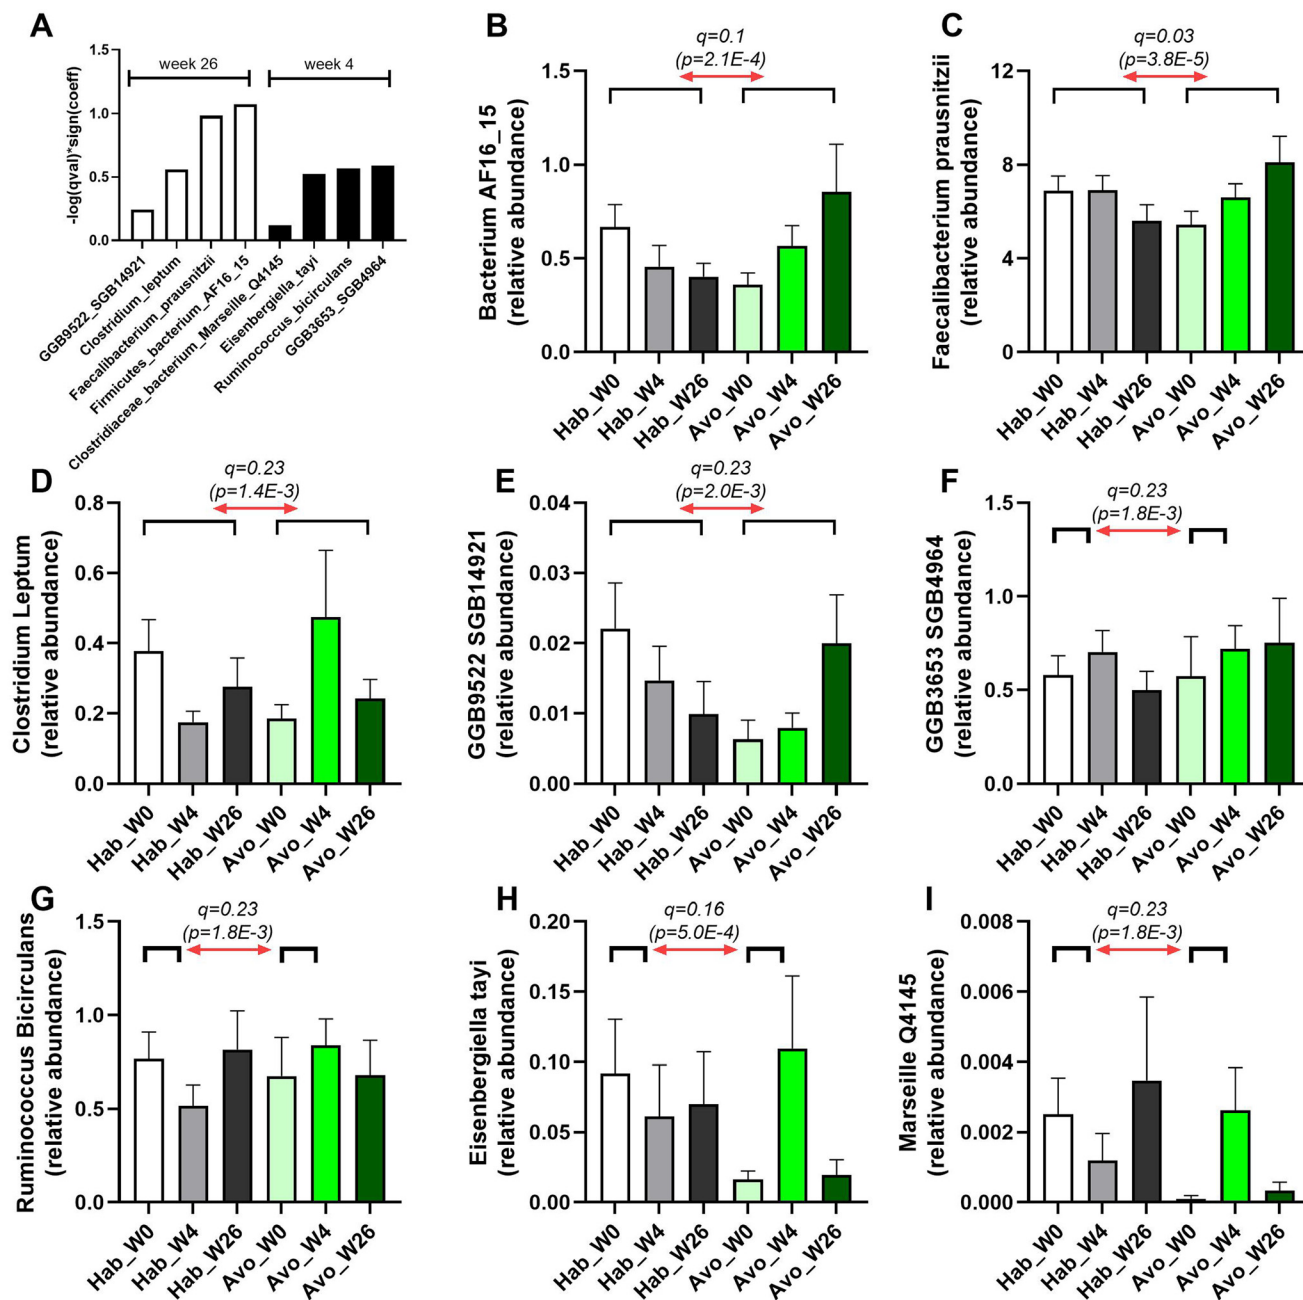 A
-log(qval)*sign(coeff)
1.5
1.0
0.5
0.0
week 26
week 4
GGB9522_SGB14921
Clostridium_leptum
Faecalibacterium_prausnitzii
Firmicutes_bacterium_AF16_15
Clostridiaceae_bacterium_Marseille_Q4145
Eisenbergiella_tayi
Ruminococcus_bicirculans
GGB3653_SGB4964
B
q=0.1
(p=2.1E-4)
Bacterium AF16_15
(relative abundance)
1.5
1.0
0.5
0.0
Hab_W0
Hab_W4
Hab_W26
Avo_W0
Avo_W4
Avo_W26
C
q=0.03
(p=3.8E-5)
Faecalibacterium prausnitzii
(relative abundance)
12
8
4
0
Hab_W0
Hab_W4
Hab_W26
Avo_W0
Avo_W4
Avo_W26
D
q=0.23
(p=1.4E-3)
Clostridium Leptum
(relative abundance)
0.8
0.6
0.4
0.2
0.0
Hab_W0
Hab_W4
Hab_W26
Avo_W0
Avo_W4
Avo_W26
E
q=0.23
(p=2.0E-3)
GGB9522 SGB14921
(relative abundance)
0.04
0.03
0.02
0.01
0.00
Hab_W0
Hab_W4
Hab_W26
Avo_W0
Avo_W4
Avo_W26
F
q=0.23
(p=1.8E-3)
GGB3653 SGB4964
(relative abundance)
1.5
1.0
0.5
0.0
Hab_W0
Hab_W4
Hab_W26
Avo_W0
Avo_W4
Avo_W26
G
q=0.23
(p=1.8E-3)
Ruminococcus Bicirculans
(relative abundance)
1.5
1.0
0.5
0.0
Hab_W0
Hab_W4
Hab_W26
Avo_W0
Avo_W4
Avo_W26
H
q=0.16
(p=5.0E-4)
Eisenbergiella tayi
(relative abundance)
0.20
0.15
0.10
0.05
0.00
Hab_W0
Hab_W4
Hab_W26
Avo_W0
Avo_W4
Avo_W26
I
q=0.23
(p=1.8E-3)
Marseille Q4145
(relative abundance)
0.008
0.006
0.004
0.002
0.000
Hab_W0
Hab_W4
Hab_W26
Avo_W0
Avo_W4
Avo_W26